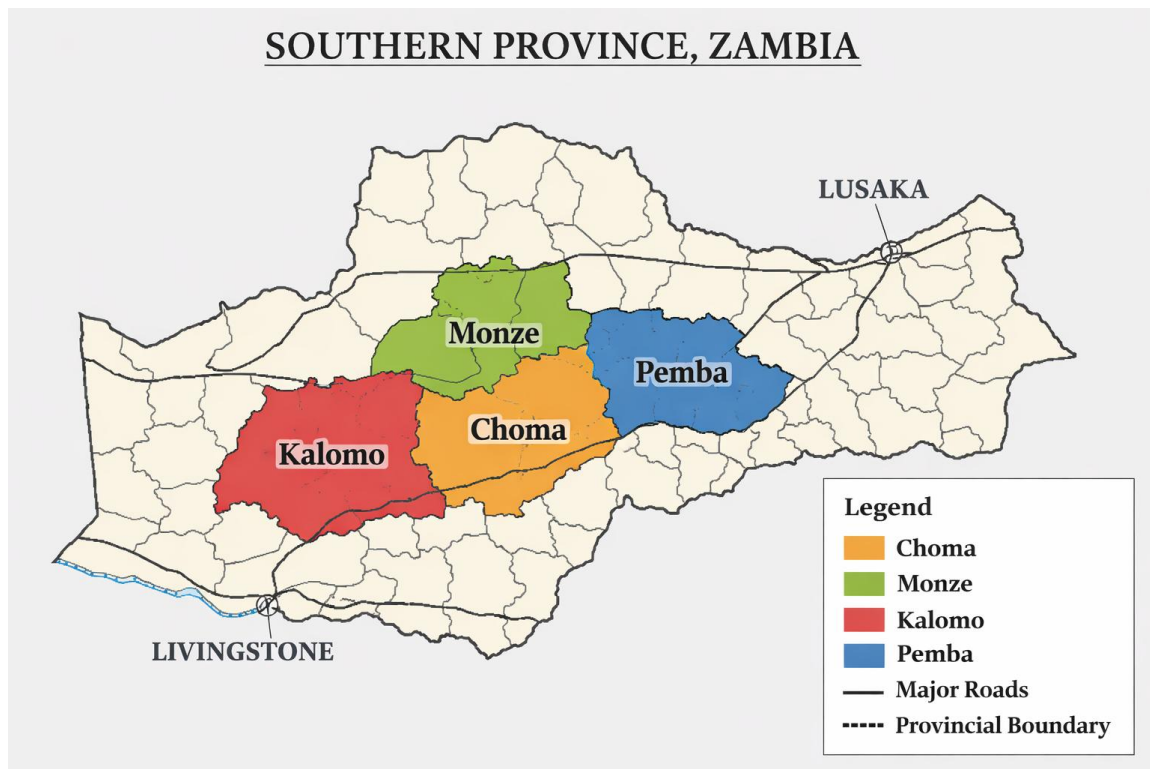 SOUTHERN PROVINCE, ZAMBIA
LUSAKA
Monze
Pemba
Choma
Kalomo
LIVINGSTONE
Legend
Choma
Monze
Kalomo
Pemba
Major Roads
Provincial Boundary